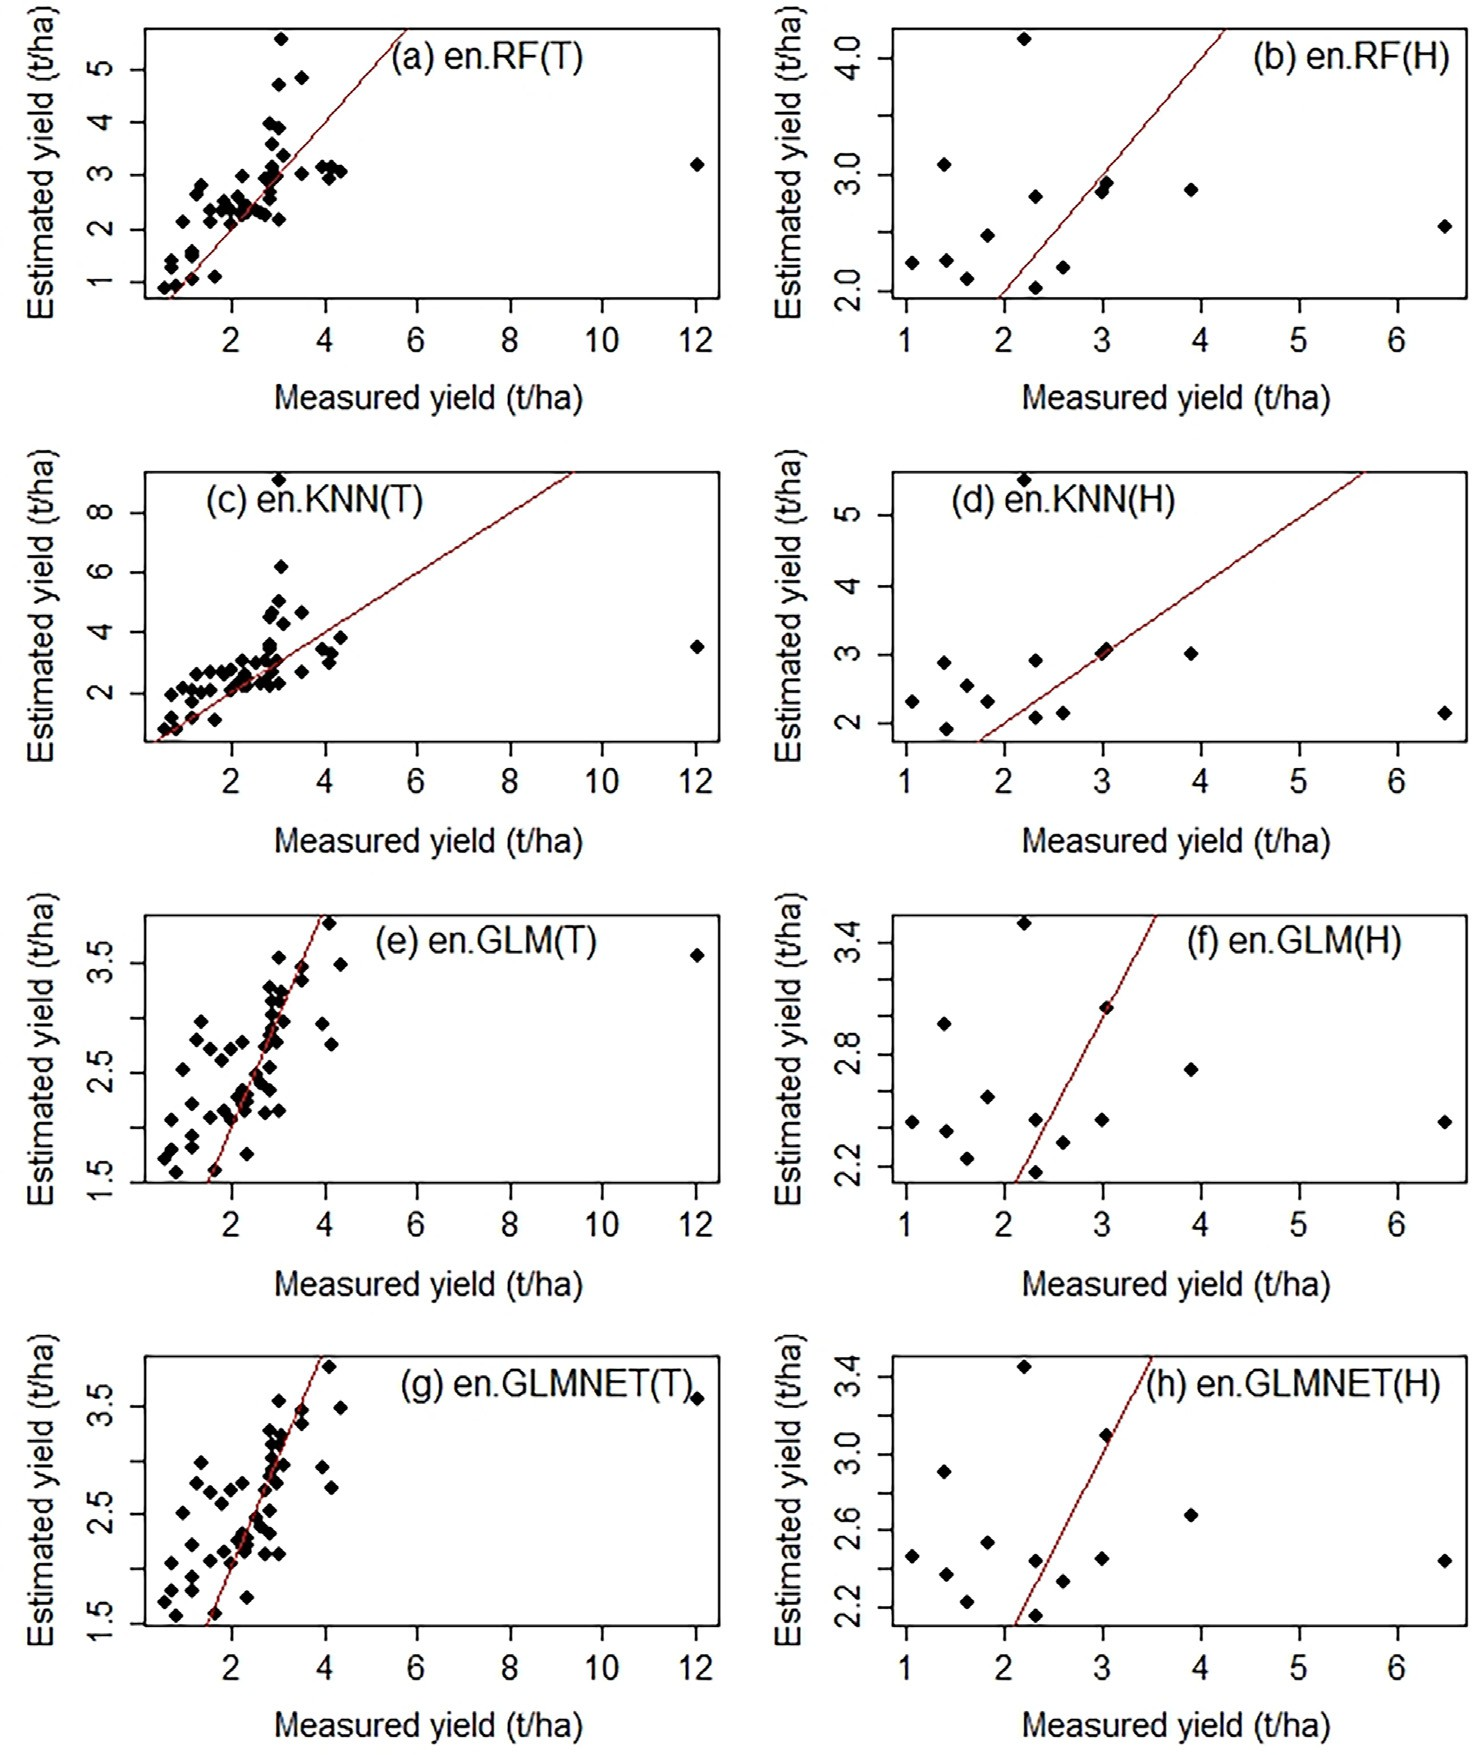 Estimated yield (t/ha)
5
4
3
2
1
(a) en.RF(T)
2 4 6 8 10 12
Measured yield (t/ha)
Estimated yield (t/ha)
4.0
3.0
2.0
(b) en.RF(H)
1 2 3 4 5 6
Measured yield (t/ha)
Estimated yield (t/ha)
8
6
4
2
(c) en.KNN(T)
2 4 6 8 10 12
Measured yield (t/ha)
Estimated yield (t/ha)
5
4
3
2
(d) en.KNN(H)
1 2 3 4 5 6
Measured yield (t/ha)
Estimated yield (t/ha)
3.5
2.5
1.5
(e) en.GLM(T)
2 4 6 8 10 12
Measured yield (t/ha)
Estimated yield (t/ha)
3.4
2.8
2.2
(f) en.GLM(H)
1 2 3 4 5 6
Measured yield (t/ha)
Estimated yield (t/ha)
3.5
2.5
1.5
(g) en.GLMNET(T)
2 4 6 8 10 12
Measured yield (t/ha)
Estimated yield (t/ha)
3.4
3.0
2.6
2.2
(h) en.GLMNET(H)
1 2 3 4 5 6
Measured yield (t/ha)